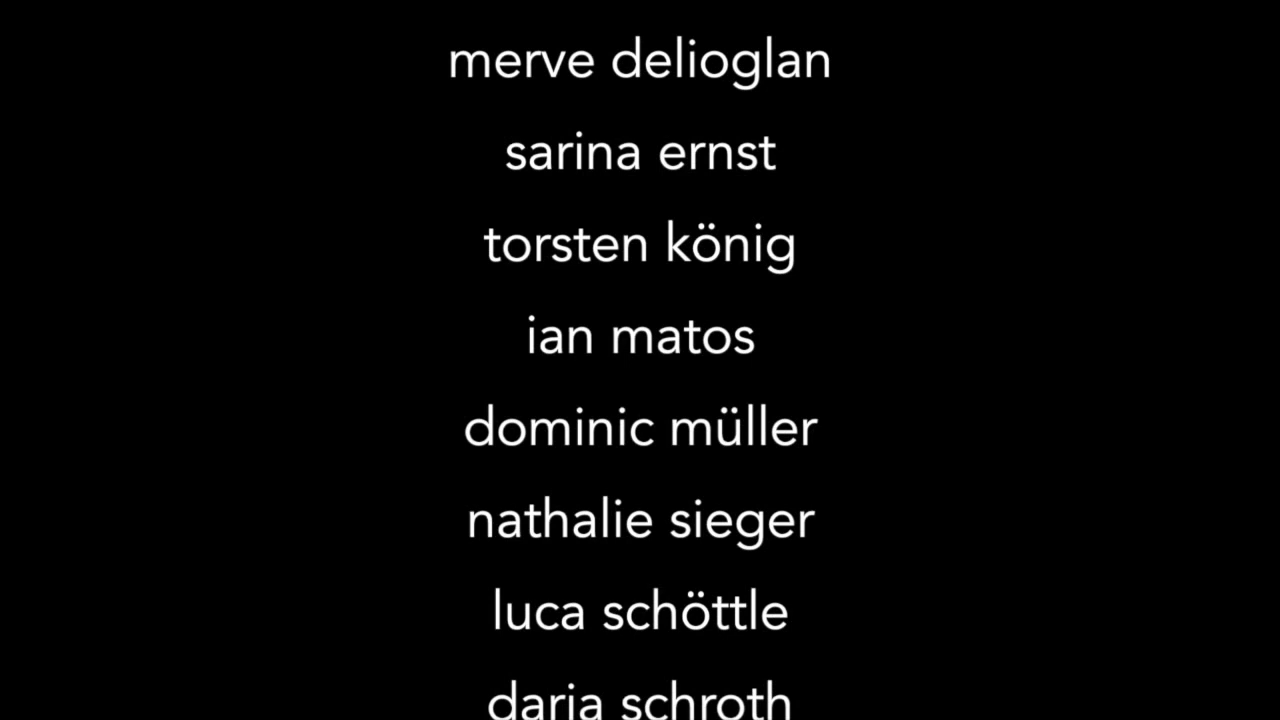 merve delioglan
sarina ernst
torsten könig
ian matos
dominic müller
nathalie sieger
luca schöttle
daria schroth